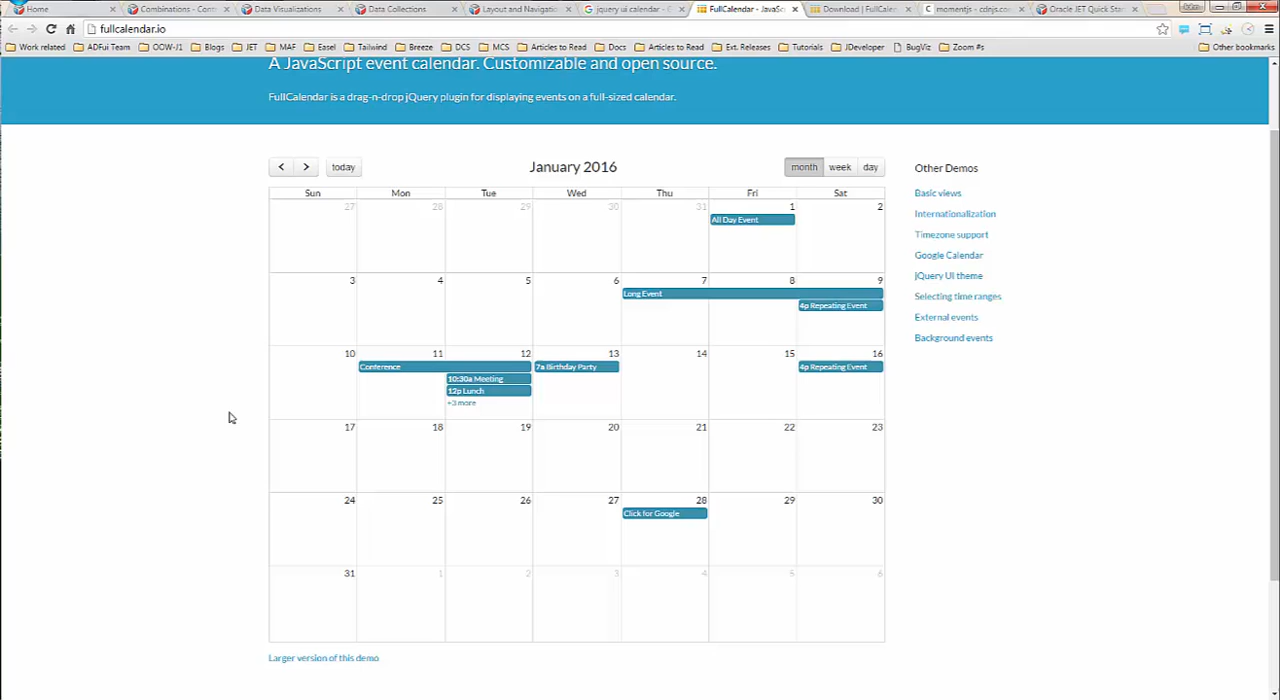 Home
Combinations - Com
Data Visualizations
Data Collections
Layout and Navigatio
jquery ui calendar - G
FullCalendar - JavaSc
Download | FullCalen
momentjs - cdnjs.com
Oracle JET Quick Star
fullcalendar.io
Work related ADFui Team OOW-J1 Blogs JET MAF Easel Tailwind Breeze DCS MCS Articles to Read Docs Articles to Read Ext. Releases Tutorials JDeveloper BugViz Zoom #s Other bookmarks
A JavaScript event calendar. Customizable and open source.
FullCalendar is a drag-n-drop jQuery plugin for displaying events on a full-sized calendar.
< > today January 2016 month week day
Sun Mon Tue Wed Thu Fri Sat
27 28 29 30 31 1 2
All Day Event
3 4 5 6 7 8 9
Long Event
4p Repeating Event
10 11 12 13 14 15 16
Conference 7a Birthday Party 4p Repeating Event
10:30a Meeting
12p Lunch
+3 more
17 18 19 20 21 22 23
24 25 26 27 28 29 30
Click for Google
31 1 2 3 4 5 6
Larger version of this demo
Other Demos
Basic views
Internationalization
Timezone support
Google Calendar
jQuery UI theme
Selecting time ranges
External events
Background events